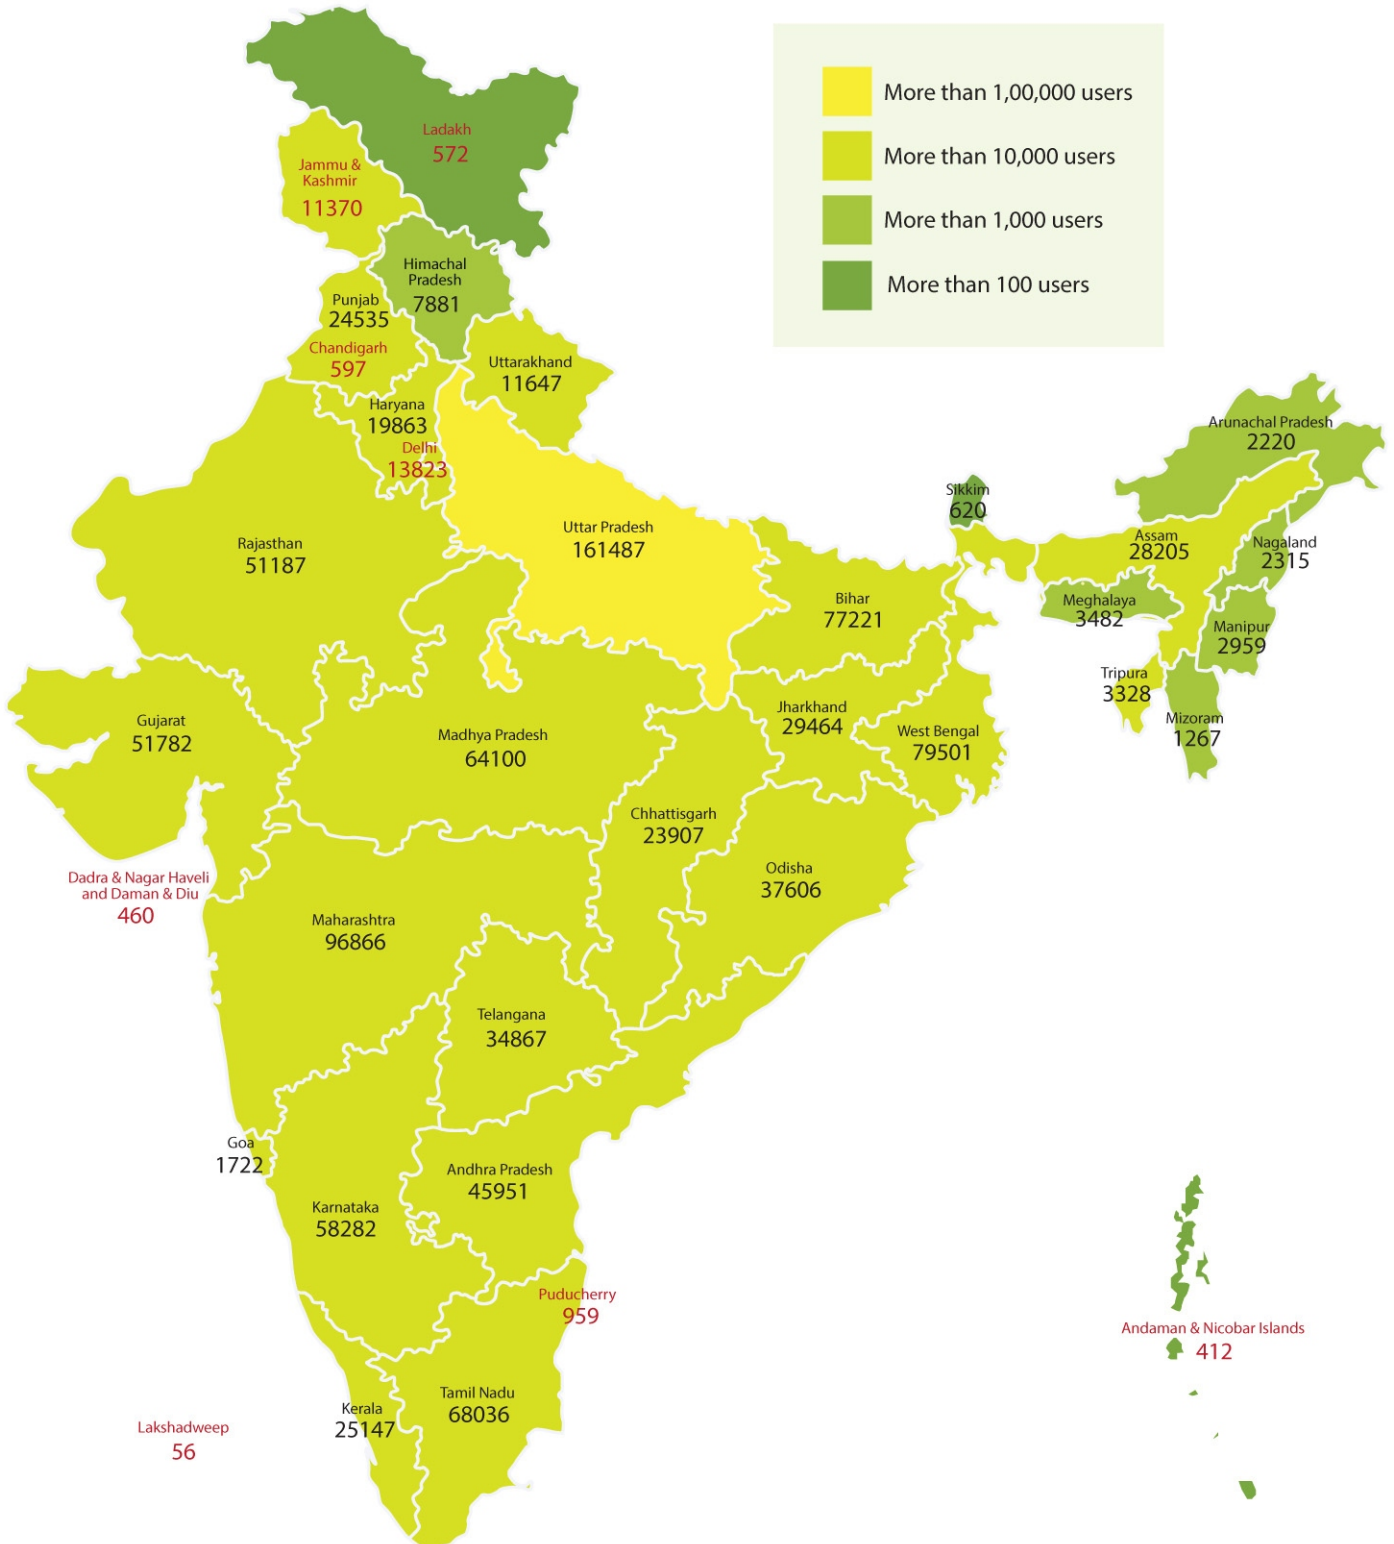 More than 1,00,000 users
More than 10,000 users
More than 1,000 users
More than 100 users
Ladakh
572
Jammu &
Kashmir
11370
Himachal
Pradesh
7881
Punjab
24535
Chandigarh
597
Uttarakhand
11647
Haryana
19863
Delhi
13823
Arunachal Pradesh
2220
Sikkim
620
Uttar Pradesh
161487
Rajasthan
51187
Assam
28205
Nagaland
2315
Bihar
77221
Meghalaya
3482
Manipur
2959
Tripura
3328
Mizoram
1267
Gujarat
51782
Madhya Pradesh
64100
Jharkhand
29464
West Bengal
79501
Chhattisgarh
23907
Odisha
37606
Dadra & Nagar Haveli
and Daman & Diu
460
Maharashtra
96866
Telangana
34867
Goa
1722
Andhra Pradesh
45951
Karnataka
58282
Puducherry
959
Andaman & Nicobar Islands
412
Tamil Nadu
68036
Kerala
25147
Lakshadweep
56